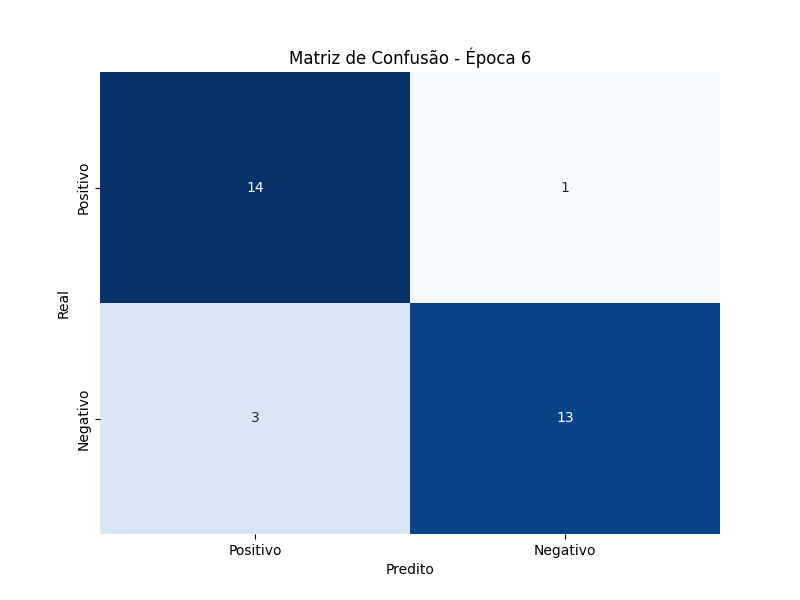 Matriz de Confusão - Época 6
Positivo
14
1
Real
Negativo
3
13
Positivo
Negativo
Predito